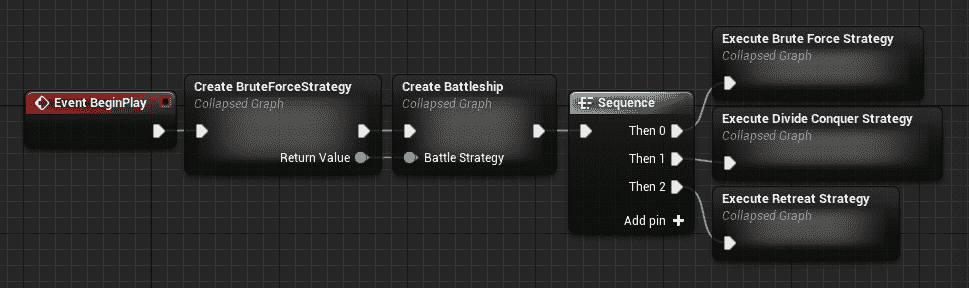 Event BeginPlay
Create BruteForceStrategy
Collapsed Graph
Return Value
Create Battleship
Collapsed Graph
Battle Strategy
Sequence
Then 0
Then 1
Then 2
Add pin
Execute Brute Force Strategy
Collapsed Graph
Execute Divide Conquer Strategy
Collapsed Graph
Execute Retreat Strategy
Collapsed Graph